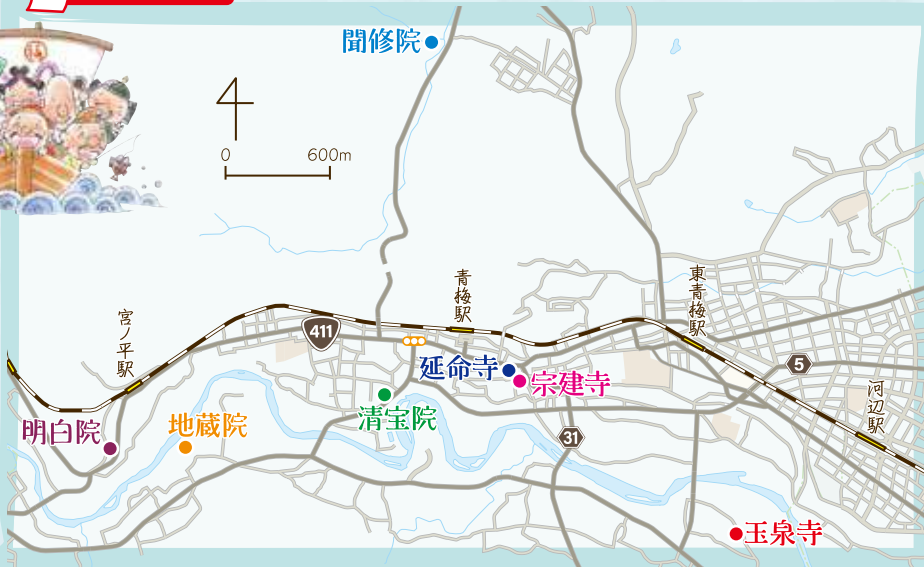 福
聞修院
0 600m
青梅駅
東青梅駅
宮ノ平駅
411
延命寺
宗建寺
5
河辺駅
清宝院
明白院
地蔵院
31
玉泉寺